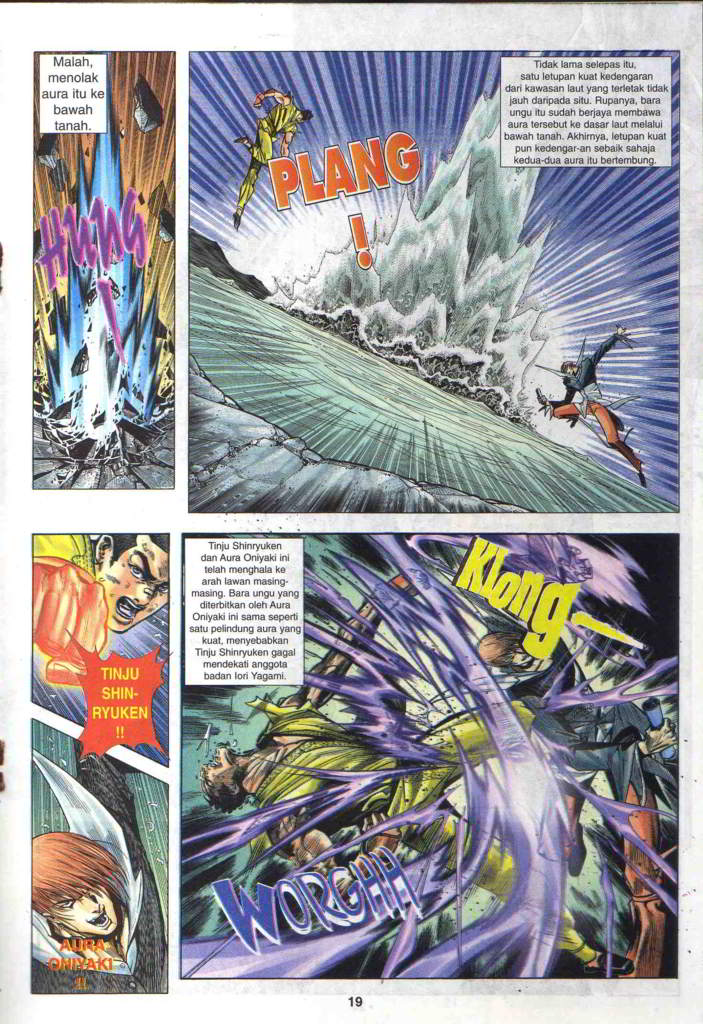 Malah,
menolak
aura itu ke
bawah
tanah.
HUNG
!
Tidak lama selepas itu,
satu letupan kuat kedengaran
dari kawasan laut yang terletak tidak
jauh daripada situ. Rupanya, bara
ungu itu sudah berjaya membawa
aura tersebut ke dasar laut melalui
bawah tanah. Akhirnya, letupan kuat
pun kedengar-an sebaik sahaja
kedua-dua aura itu bertembung.
PLANG
!
TINJU
SHIN-
RYUKEN
!!
AURA
ONIYAKI
!!
Tinju Shinryuken
dan Aura Oniyaki ini
telah menghala ke
arah lawan masing-
masing. Bara ungu yang
diterbitkan oleh Aura
Oniyaki ini sama seperti
satu pelindung aura yang
kuat, menyebabkan
Tinju Shinryuken gagal
mendekati anggota
badan Iori Yagami.
Klong—
WORGHH
19